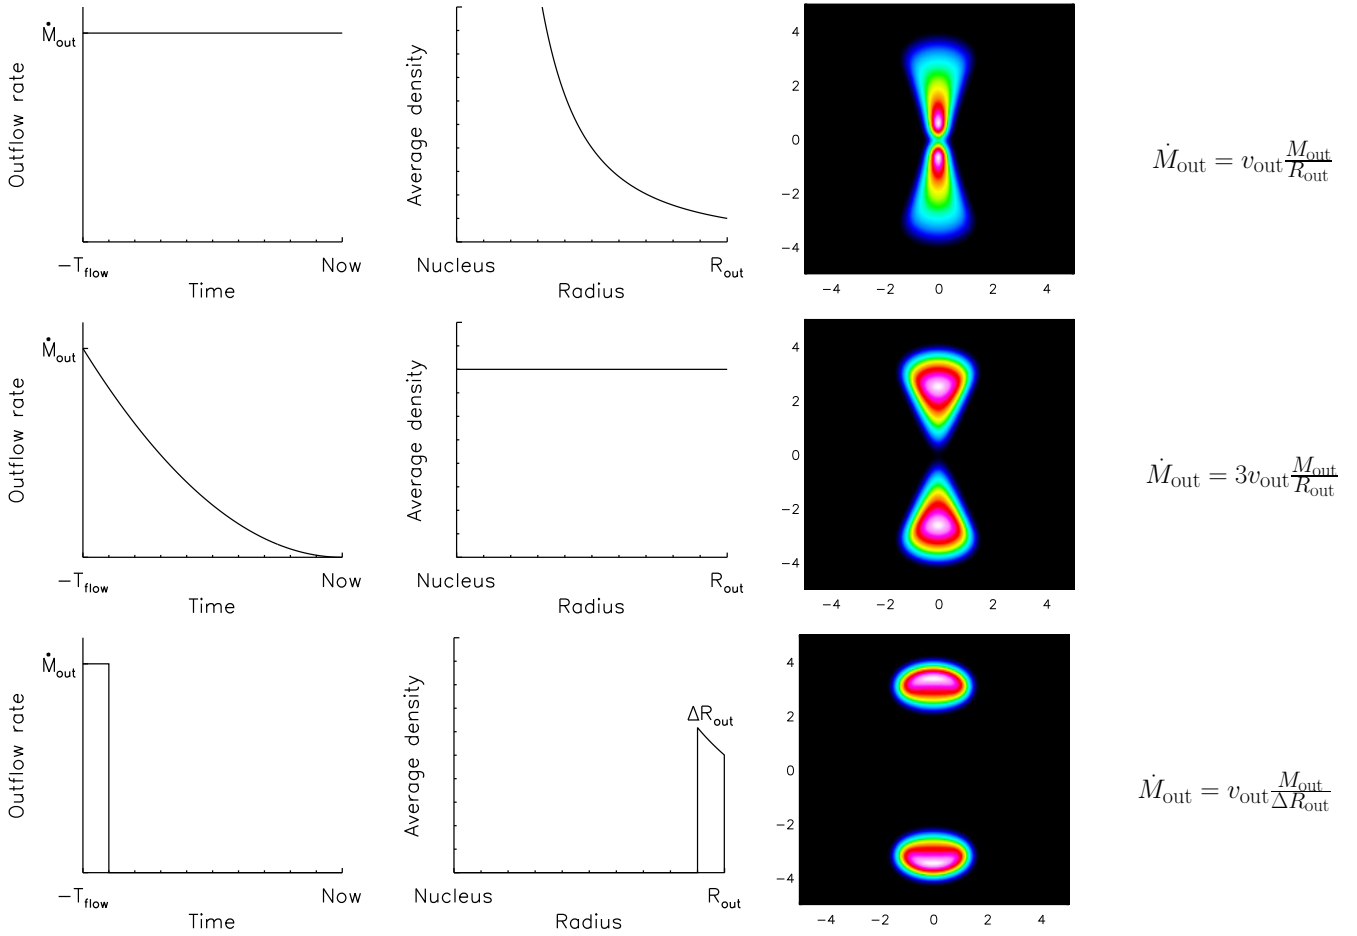 Ṁout
Outflow rate
−Tflow Now
Time
Average density
Nucleus Rout
Radius
4
2
0
−2
−4
−4 −2 0 2 4
Ṁout = vout Mout/Rout
Ṁout
Outflow rate
−Tflow Now
Time
Average density
Nucleus Rout
Radius
4
2
0
−2
−4
−4 −2 0 2 4
Ṁout = 3vout Mout/Rout
Ṁout
Outflow rate
−Tflow Now
Time
Average density
ΔRout
Nucleus Rout
Radius
4
2
0
−2
−4
−4 −2 0 2 4
Ṁout = vout Mout/ΔRout